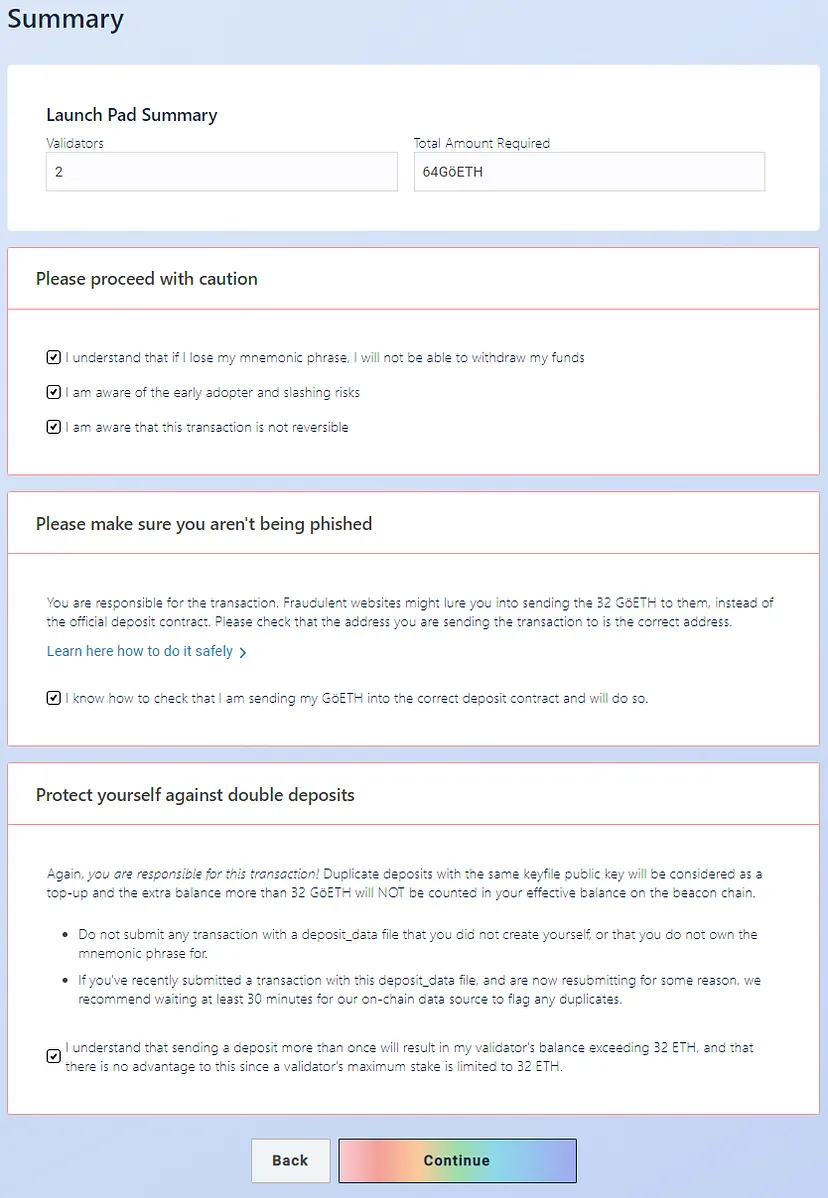 Summary
Launch Pad Summary
Validators
Total Amount Required
2
64GöETH
Please proceed with caution
I understand that if I lose my mnemonic phrase, I will not be able to withdraw my funds
I am aware of the early adopter and slashing risks
I am aware that this transaction is not reversible
Please make sure you aren't being phished
You are responsible for the transaction. Fraudulent websites might lure you into sending the 32 GöETH to them, instead of
the official deposit contract. Please check that the address you are sending the transaction to is the correct address.
Learn here how to do it safely
I know how to check that I am sending my GöETH into the correct deposit contract and will do so.
Protect yourself against double deposits
Again, you are responsible for this transaction! Duplicate deposits with the same keyfile public key will be considered as a
top-up and the extra balance more than 32 GöETH will NOT be counted in your effective balance on the beacon chain.
• Do not submit any transaction with a deposit_data file that you did not create yourself, or that you do not own the
mnemonic phrase for.
• If you've recently submitted a transaction with this deposit_data file, and are now resubmitting for some reason, we
recommend waiting at least 30 minutes for our on-chain data source to flag any duplicates.
I understand that sending a deposit more than once will result in my validator's balance exceeding 32 ETH, and that
there is no advantage to this since a validator's maximum stake is limited to 32 ETH.
Back
Continue